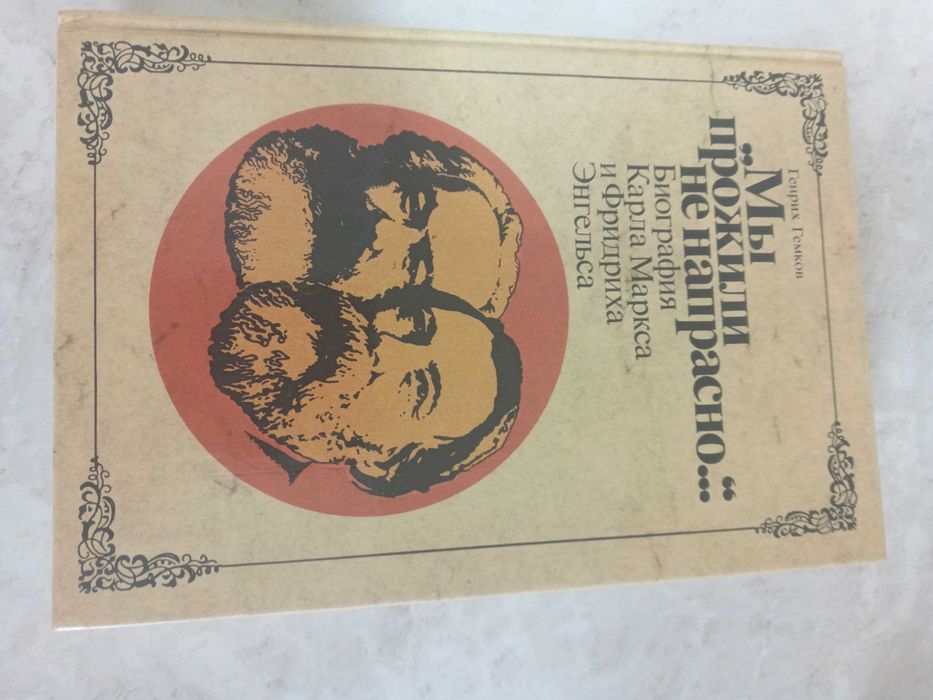 Генрих Гемков
„Мы
прожили
не напрасно...“
Биография
Карла Маркса
и Фридриха
Энгельса